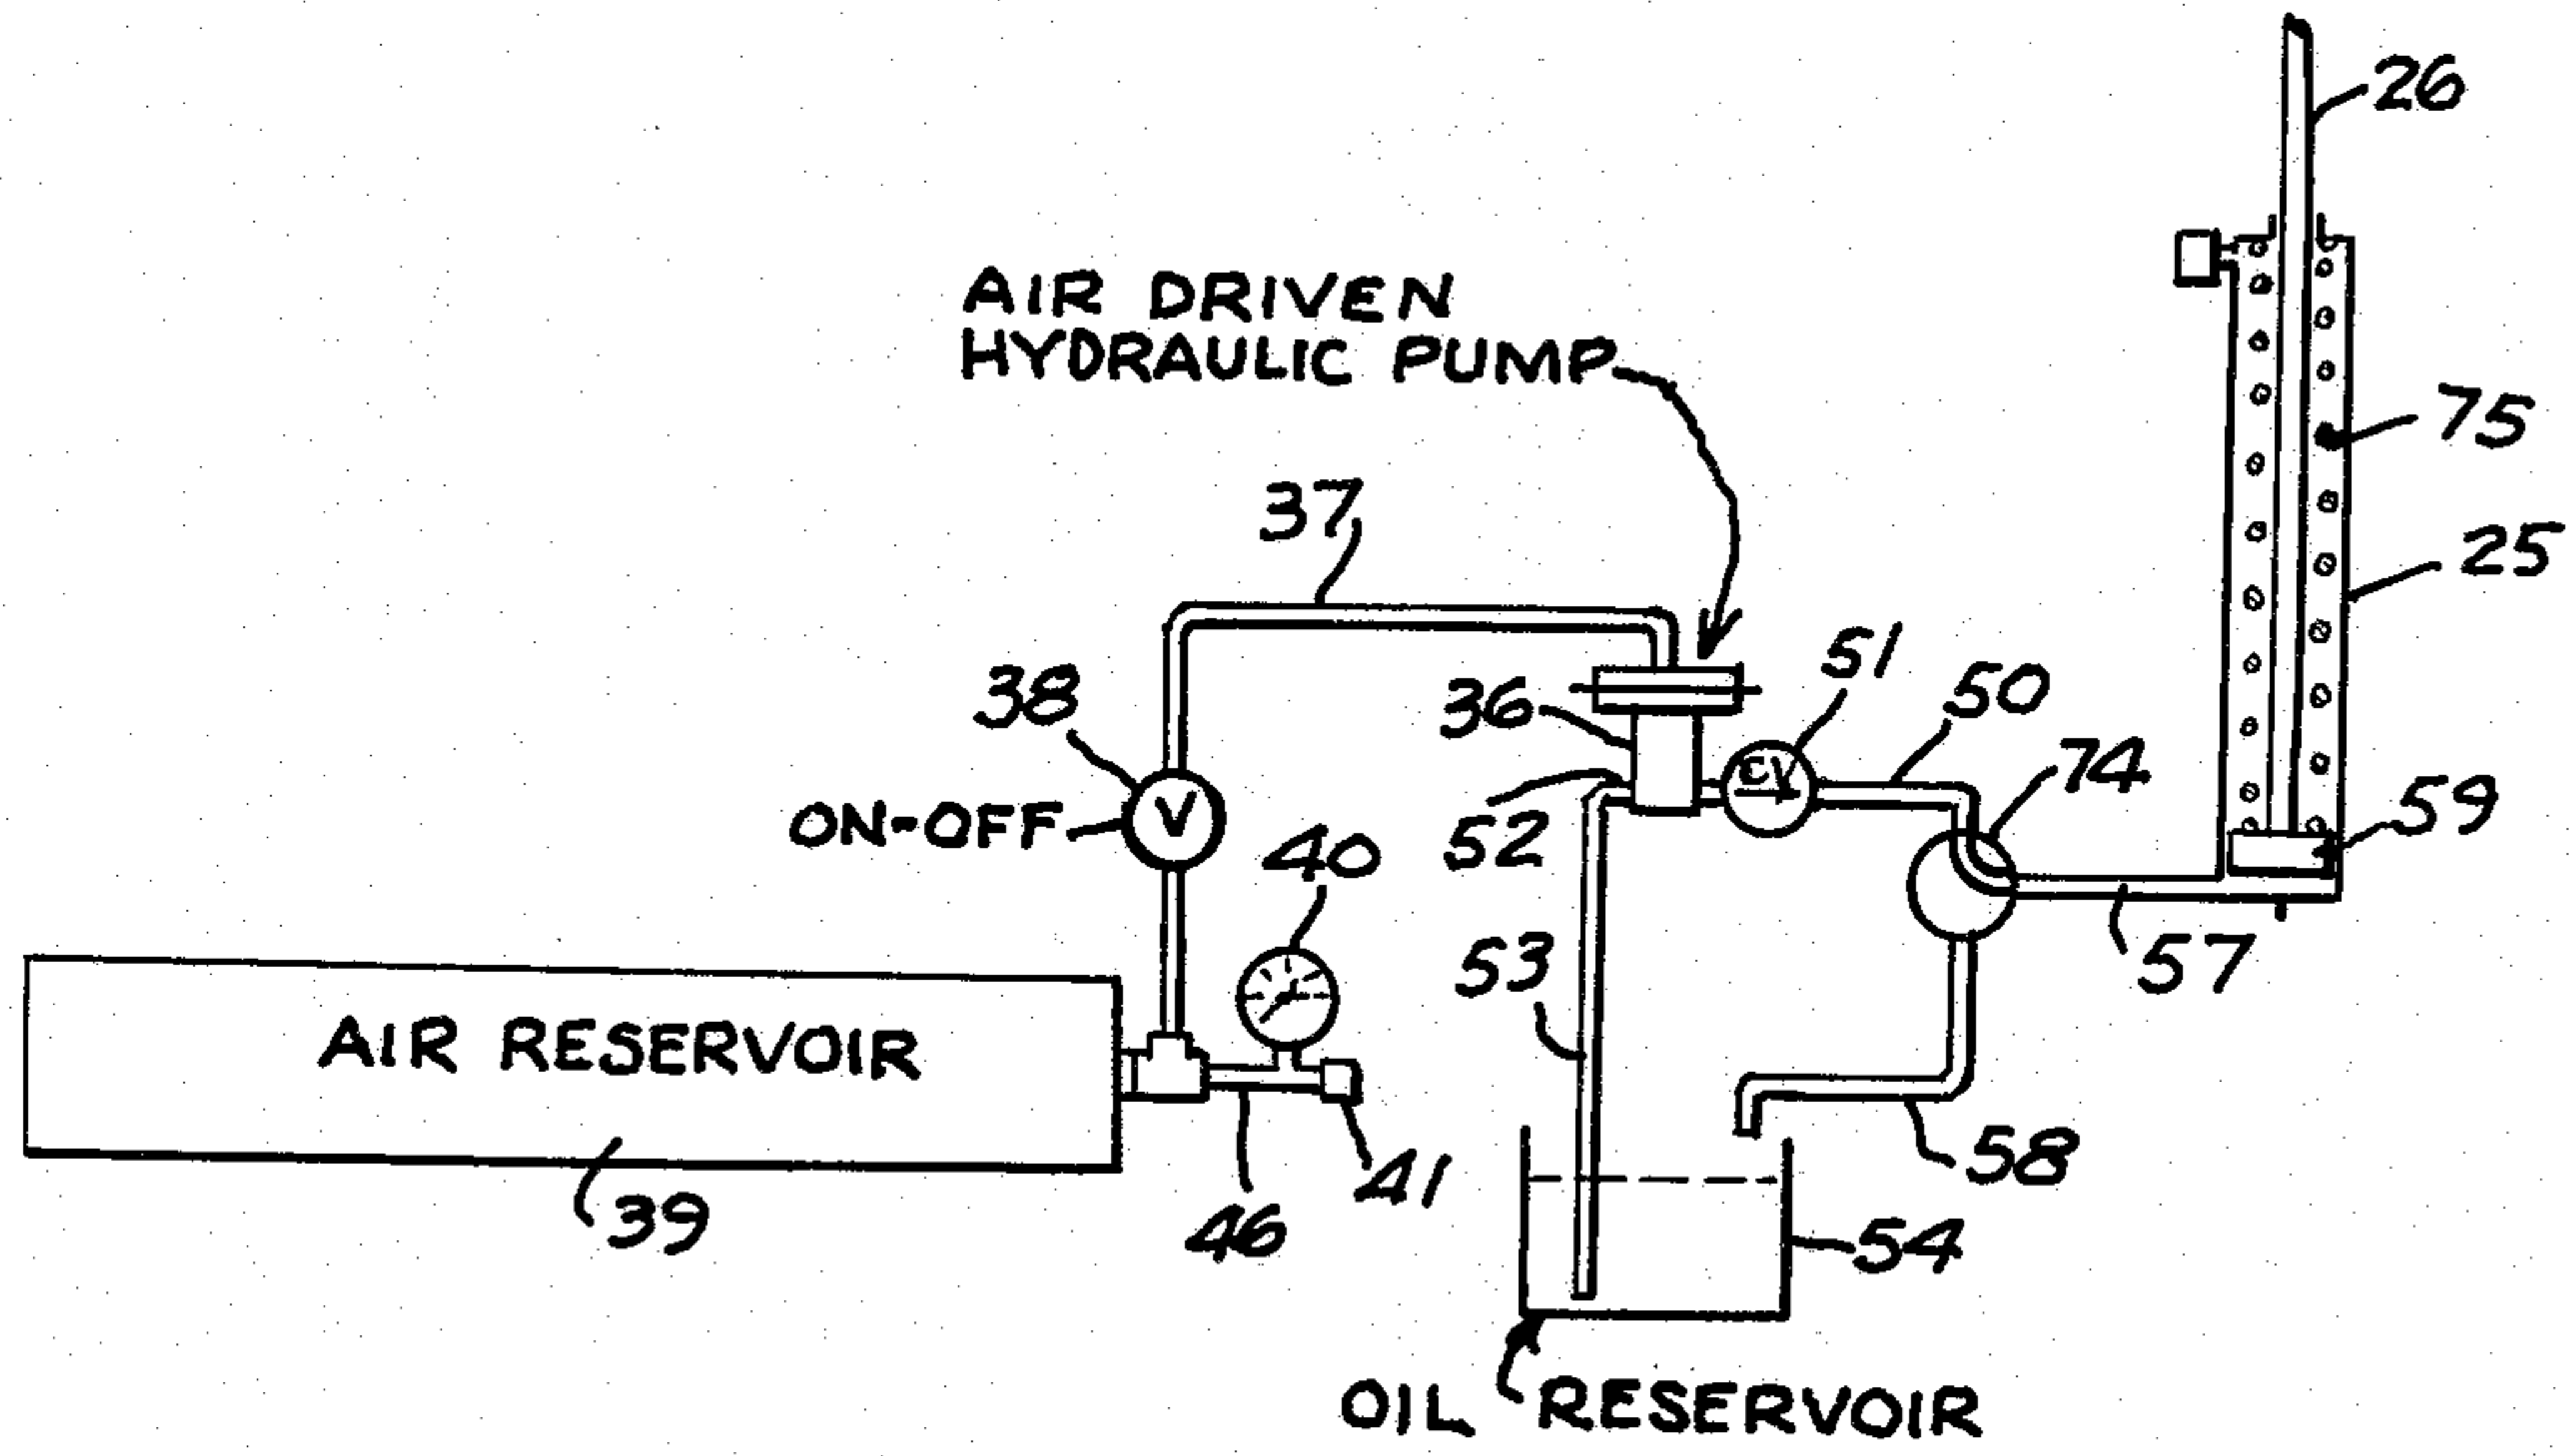 26
AIR DRIVEN
HYDRAULIC PUMP
75
37
25
51
38
36
50
74
CV
V
ON-OFF
59
52
40
53
57
AIR RESERVOIR
58
41
39
46
54
OIL RESERVOIR